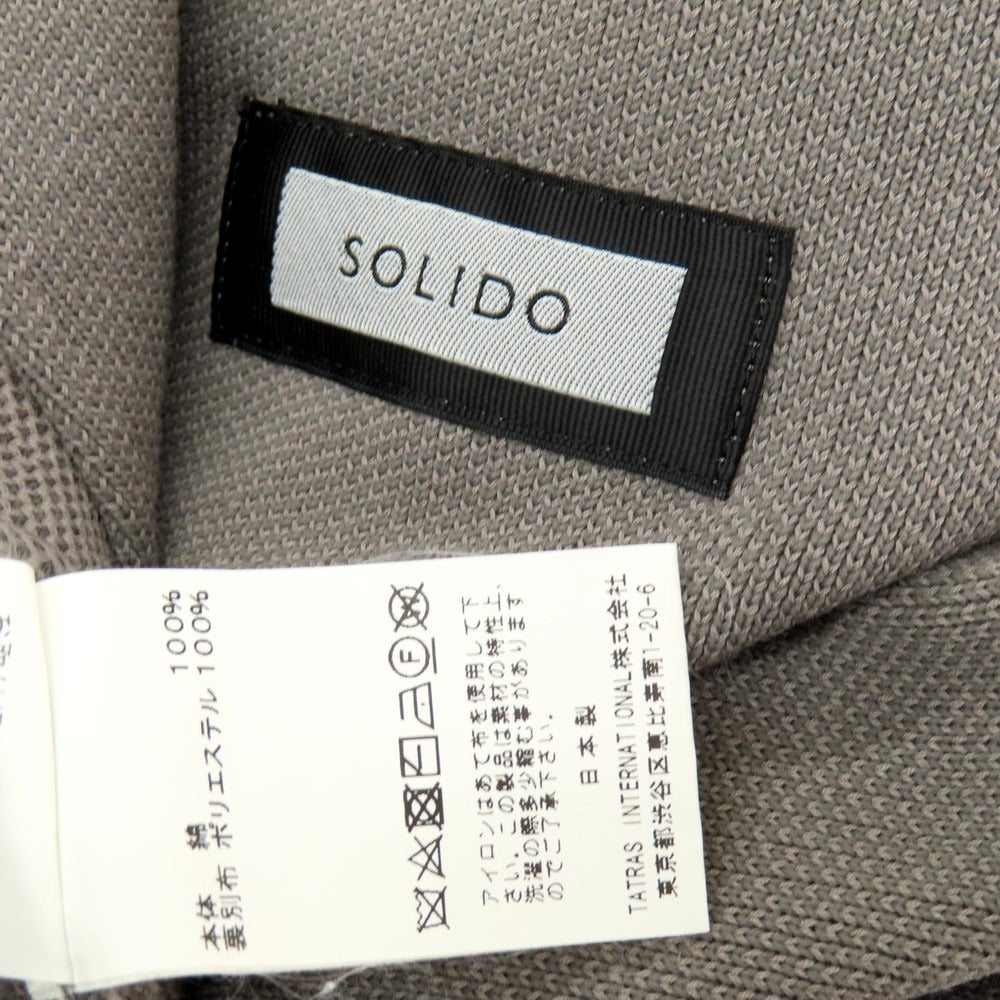 SOLIDO
本体 綿 100%
裏別布 ポリエステル 100%
F
アイロンはあて布を使用して下
さい。この製品は素材の特性上、
洗濯の際多少縮む事があります
のでご了承下さい。
日本製
TATRAS INTERNATIONAL株式会社
東京都渋谷区恵比寿南1-20-6